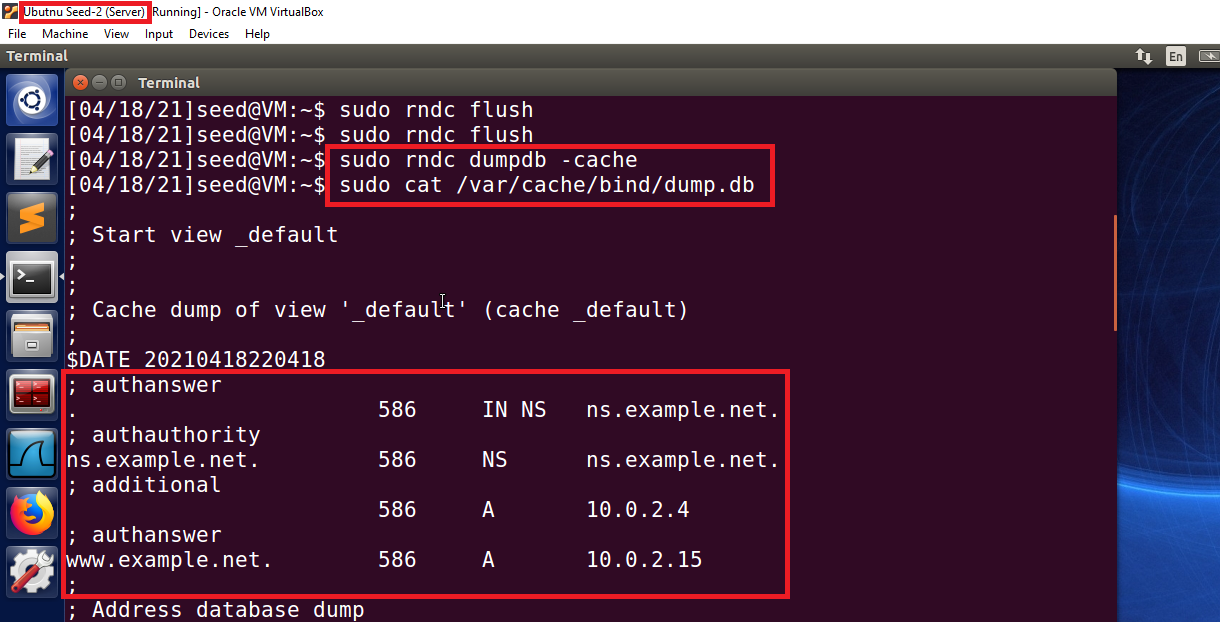 Ubutnu Seed-2 (Server) [Running] - Oracle VM VirtualBox
File Machine View Input Devices Help
Terminal En
Terminal
[04/18/21]seed@VM:~$ sudo rndc flush
[04/18/21]seed@VM:~$ sudo rndc flush
[04/18/21]seed@VM:~$ sudo rndc dumpdb -cache
[04/18/21]seed@VM:~$ sudo cat /var/cache/bind/dump.db
;
; Start view _default
;
;
; Cache dump of view '_default' (cache _default)
;
$DATE 20210418220418
; authanswer
. 586 IN NS ns.example.net.
; authauthority
ns.example.net. 586 NS ns.example.net.
; additional
586 A 10.0.2.4
; authanswer
www.example.net. 586 A 10.0.2.15
;
; Address database dump